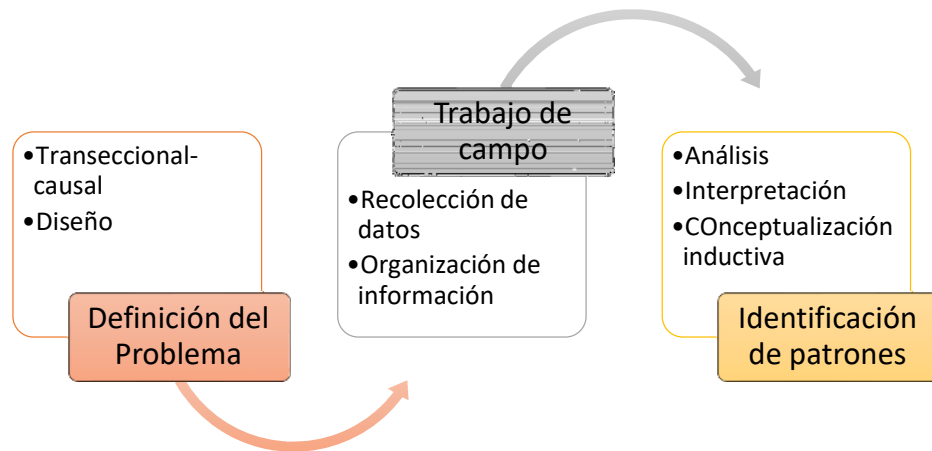 •Transeccional-
causal
•Diseño
Definición del
Problema
Trabajo de
campo
•Recolección de
datos
•Organización de
información
•Análisis
•Interpretación
•COnceptualización
inductiva
Identificación
de patrones